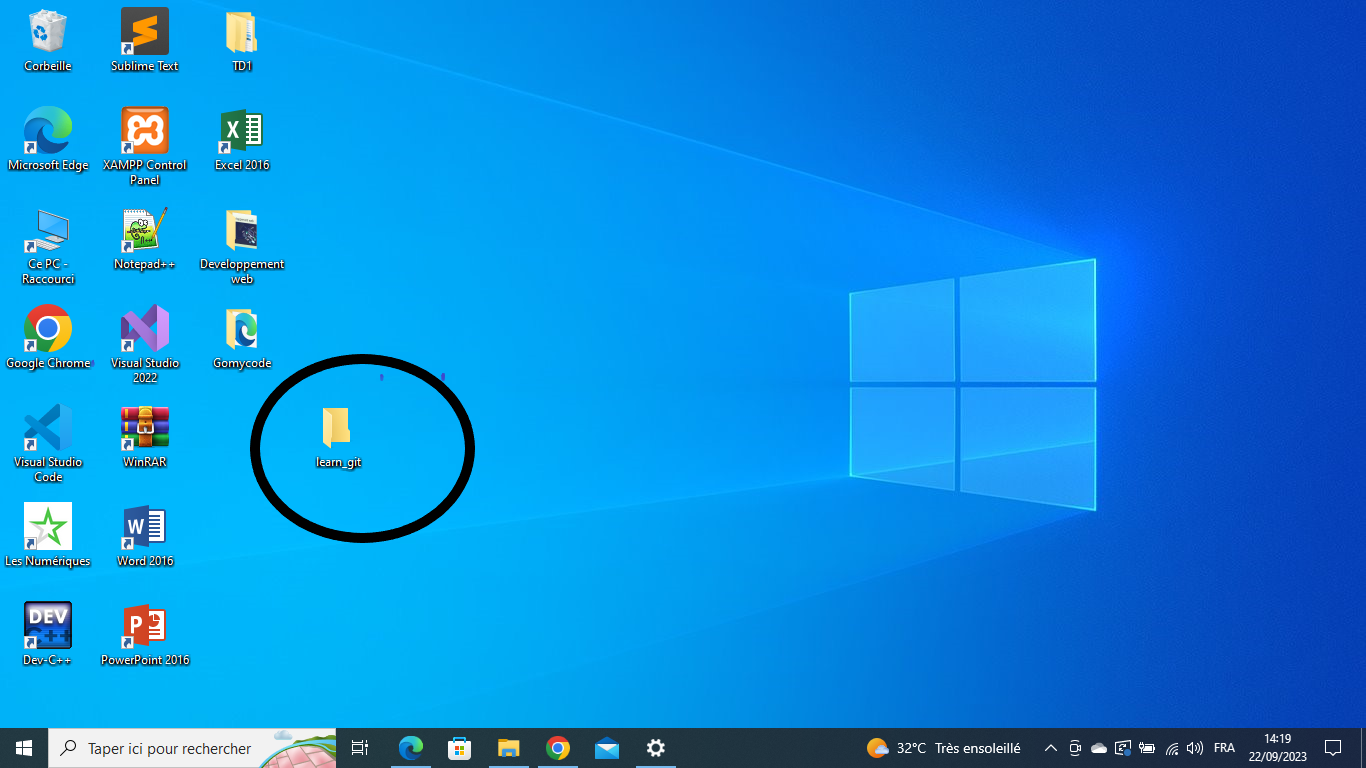 Corbeille
Sublime Text
TD1
Microsoft Edge
XAMPP Control
Panel
Excel 2016
Ce PC -
Raccourci
Notepad++
Developpement
web
Google Chrome
Visual Studio
2022
Gomycode
Visual Studio
Code
WinRAR
learn_git
Les Numériques
Word 2016
DEV
C++
Dev-C++
PowerPoint 2016
Taper ici pour rechercher
32°C Très ensoleillé
FRA
14:19
22/09/2023